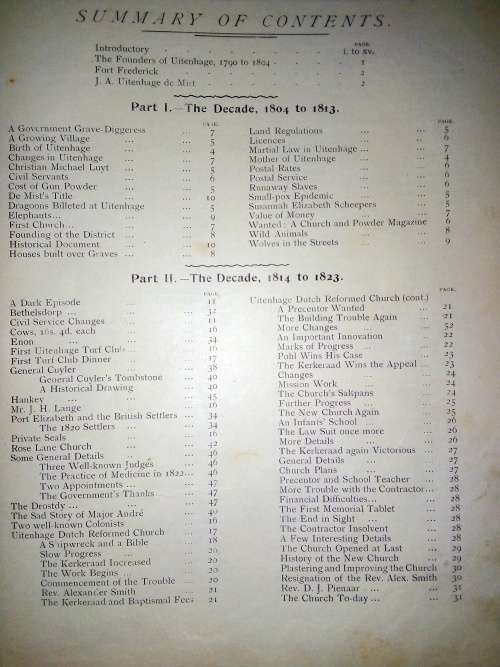 SUMMARY OF CONTENTS.
PAGE.
Introductory - - - - - - i. to xv.
The Founders of Uitenhage, 1790 to 1804 - - - 1
Fort Frederick - - - - - 2
J. A. Uitenhage de Mist - - - - 2
Part I.—The Decade, 1804 to 1813.
PAGE.
A Government Grave-Diggeress ... 7
A Growing Village ... ... 5
Birth of Uitenhage ... ... 4
Changes in Uitenhage ... ... 7
Christian Michael Luyt ... ... 5
Civil Servants ... ... 6
Cost of Gun Powder ... ... 5
De Mist's Title ... ... 10
Dragoons Billeted at Uitenhage ... 5
Elephants... ... ... 9
First Church... ... ... 7
Founding of the District ... ... 8
Historical Document ... ... 10
Houses built over Graves ... ... 8
PAGE.
Land Regulations ... ... 5
Licences ... ... 6
Martial Law in Uitenhage ... ... 7
Mother of Uitenhage ... ... 4
Postal Rates ... ... 6
Postal Service ... ... 6
Runaway Slaves ... ... 6
Small-pox Epidemic ... ... 5
Susannah Elizabeth Scheepers ... 5
Value of Money ... ... 7
Wanted: A Church and Powder Magazine 6
Wild Animals ... ... 8
Wolves in the Streets ... ... 9
Part II.—The Decade, 1814 to 1823.
PAGE.
A Dark Episode ... ... 11
Bethelsdorp ... ... ... 32
Civil Service Changes ... ... 11
Cows, 16s. 4d. each ... ... 16
Enon ... ... ... 34
First Uitenhage Turf Club ... ... 16
First Turf Club Dinner ... ... 17
General Cuyler ... ... 38
General Cuyler's Tombstone ... 40
A Historical Drawing ... ... 40
Hankey ... ... ... 45
Mr. J. H. Lange ... ... 16
Port Elizabeth and the British Settlers ... 34
The 1820 Settlers ... ... 34
Private Seals ... ... 16
Rose Lane Church ... ... 42
Some General Details ... ... 46
Three Well-known Judges ... 46
The Practice of Medicine in 1822... 46
Two Appointments ... ... 47
The Government's Thanks ... 47
The Drostdy ... ... ... 47
The Sad Story of Major André ... 40
Two well-known Colonists ... 16
Uitenhage Dutch Reformed Church ... 17
A Shipwreck and a Bible ... 18
Slow Progress ... ... 20
The Kerkeraad Increased ... 20
The Work Begins ... ... 20
Commencement of the Trouble ... 20
Rev. Alexander Smith ... 21
The Kerkeraad and Baptismal Fees 21
PAGE.
Uitenhage Dutch Reformed Church (cont.)
A Precentor Wanted ... ... 21
The Building Trouble Again ... 21
More Changes ... ... 52
An Important Innovation ... 22
Marks of Progress ... ... 22
Pohl Wins His Case ... ... 23
The Kerkeraad Wins the Appeal ... 23
Changes ... ... 24
Mission Work ... ... 24
The Church's Saltpans ... ... 24
Further Progress ... ... 25
The New Church Again ... 25
An Infants' School ... ... 26
The Law Suit once more ... 26
More Details ... ... 26
The Kerkeraad again Victorious ... 27
General Details ... ... 27
Church Plans ... ... 27
Precentor and School Teacher ... 28
More Trouble with the Contractor... 28
Financial Difficulties... ... 28
The First Memorial Tablet ... 28
The End in Sight ... ... 28
The Contractor Insolvent ... 28
A Few Interesting Details ... 28
The Church Opened at Last ... 29
History of the New Church ... 29
Plastering and Improving the Church 30
Resignation of the Rev. Alex. Smith 30
Rev. D. J. Pienaar ... ... 31
The Church To-day ... ... 31